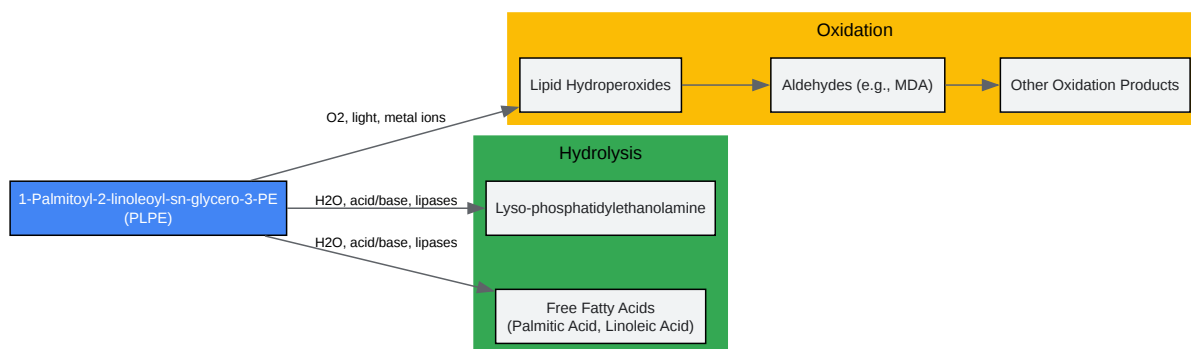 Oxidation
Lipid Hydroperoxides
Aldehydes (e.g., MDA)
Other Oxidation Products
O2, light, metal ions
Hydrolysis
1-Palmitoyl-2-linoleoyl-sn-glycero-3-PE
(PLPE)
H2O, acid/base, lipases
Lyso-phosphatidylethanolamine
H2O, acid/base, lipases
Free Fatty Acids
(Palmitic Acid, Linoleic Acid)